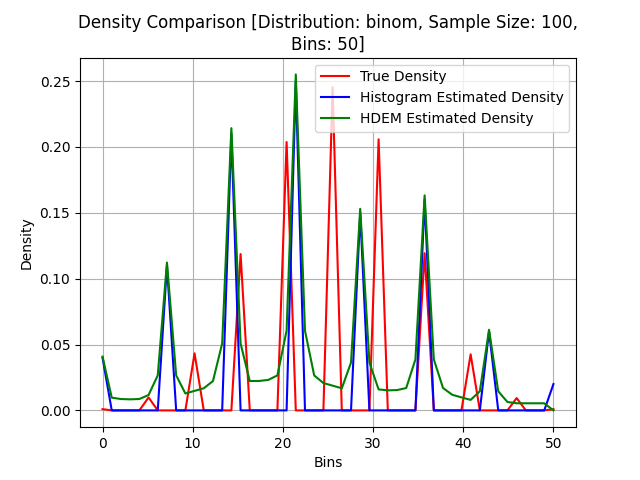 Density Comparison [Distribution: binom, Sample Size: 100,
Bins: 50]
True Density
Histogram Estimated Density
HDEM Estimated Density
Density
0.25
0.20
0.15
0.10
0.05
0.00
0 10 20 30 40 50
Bins